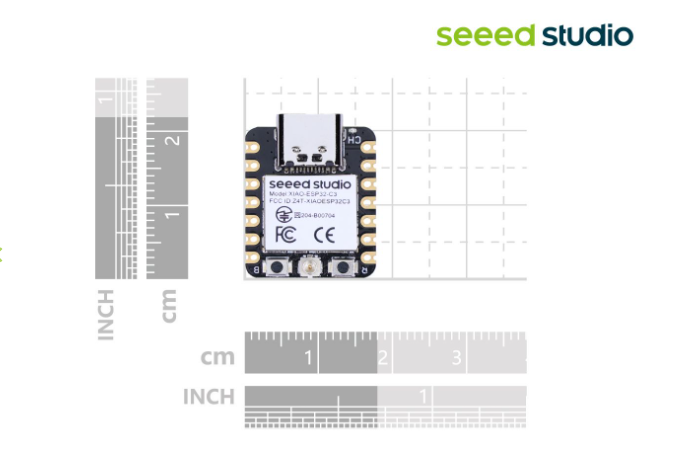 seeed studio
1
2
1
INCH
cm
CH
seeed studio
Model:XIAO-ESP32-C3
FCC ID:Z4T-XIAOESP32C3
204-B00704
FC CE
B
R
cm 1 2 3
INCH 1